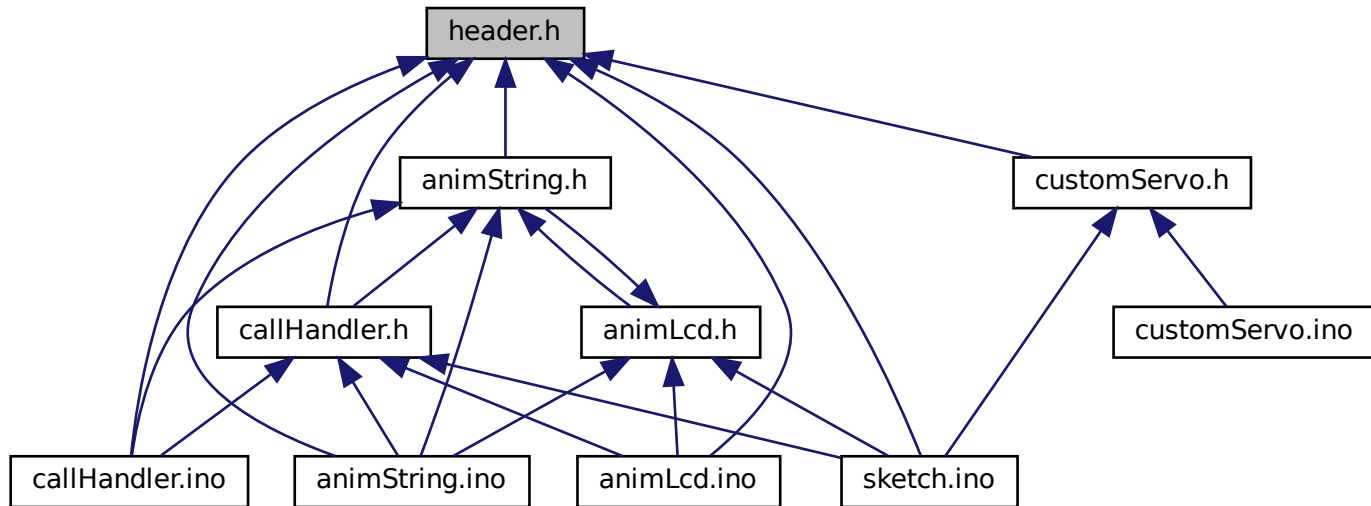 header.h
animString.h
customServo.h
callHandler.h
animLcd.h
customServo.ino
callHandler.ino
animString.ino
animLcd.ino
sketch.ino